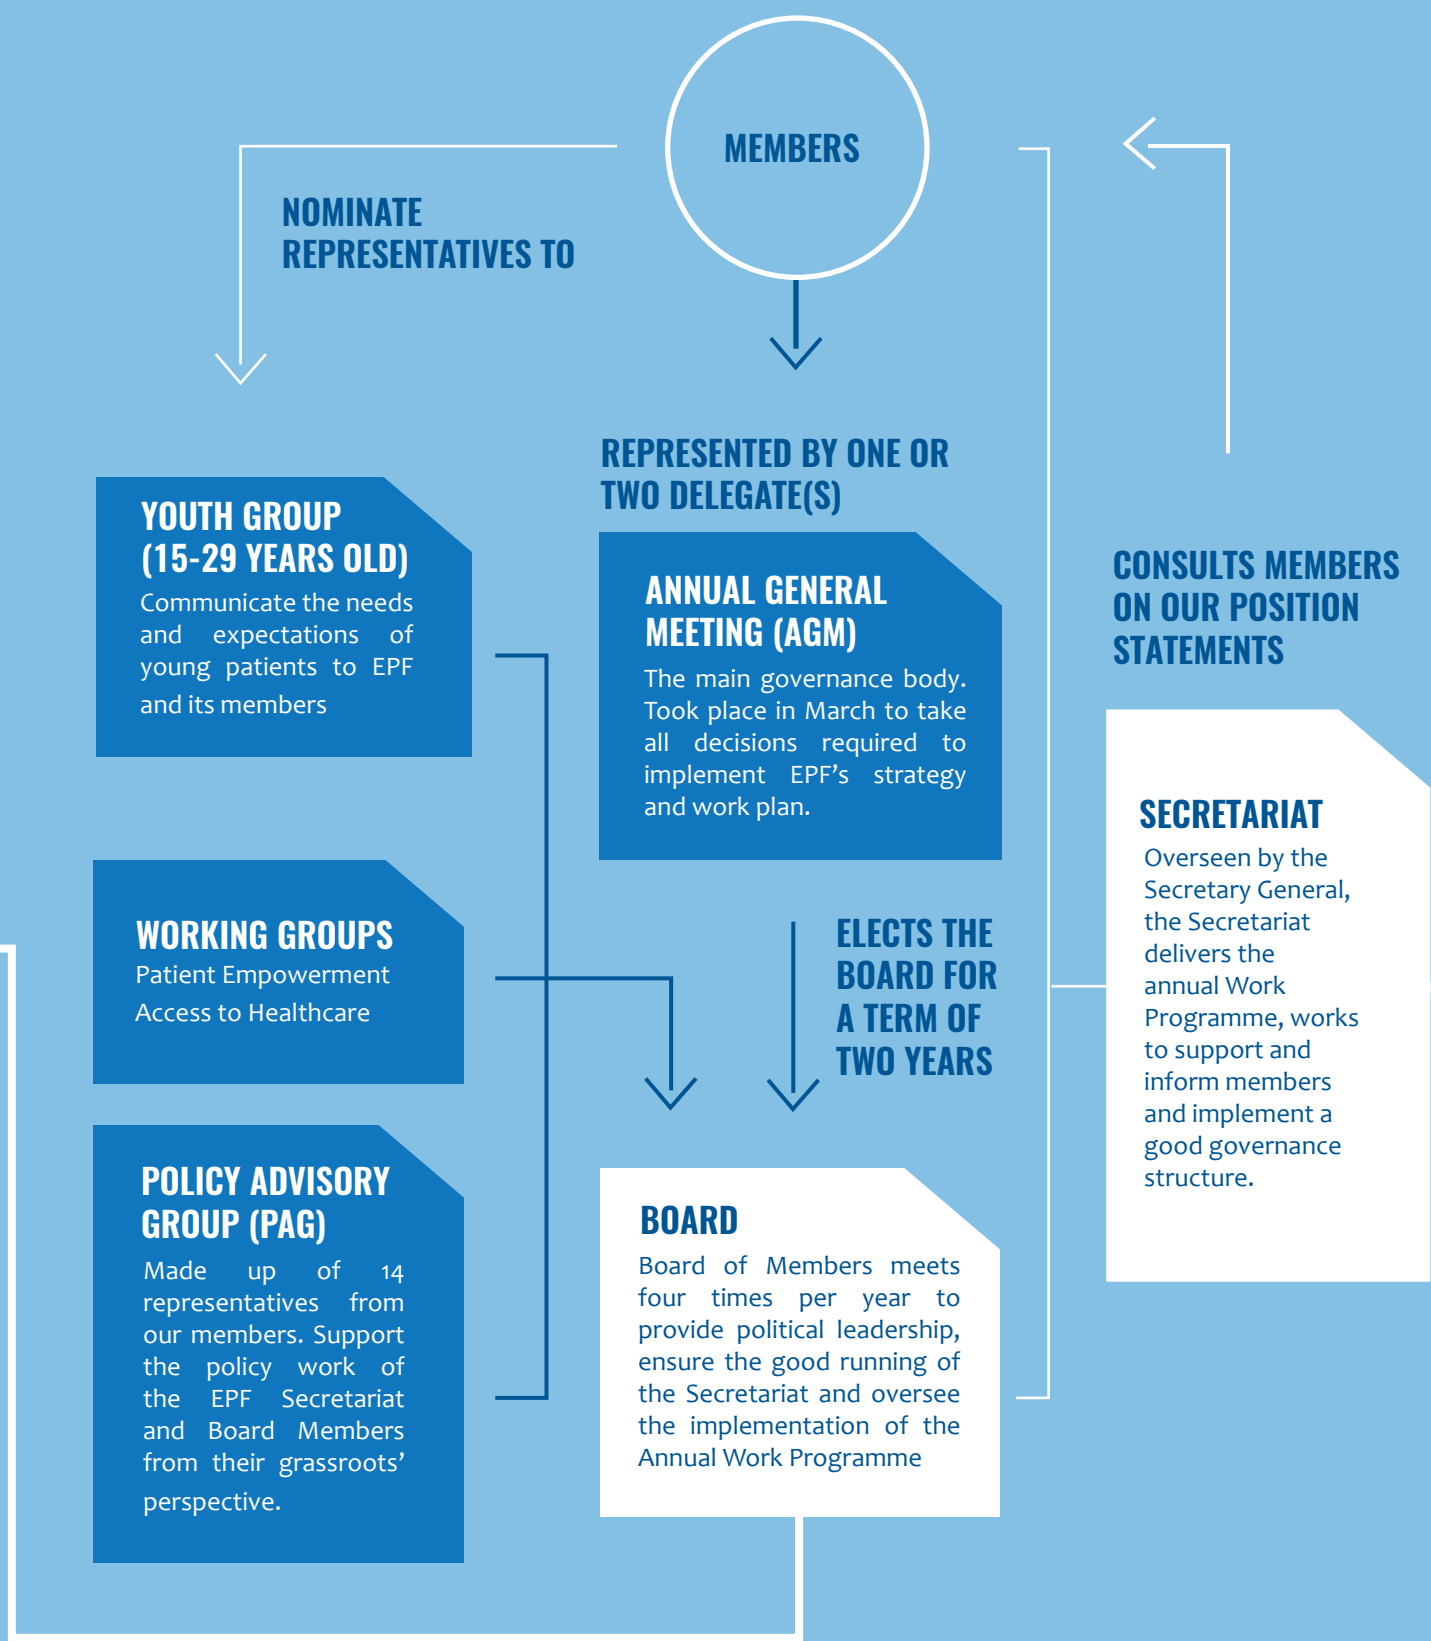 MEMBERS
NOMINATE
REPRESENTATIVES TO
YOUTH GROUP
(15-29 YEARS OLD)
Communicate the needs
and expectations of
young patients to EPF
and its members
WORKING GROUPS
Patient Empowerment
Access to Healthcare
POLICY ADVISORY
GROUP (PAG)
Made up of 14
representatives from
our members. Support
the policy work of
the EPF Secretariat
and Board Members
from their grassroots’
perspective.
REPRESENTED BY ONE OR
TWO DELEGATE(S)
ANNUAL GENERAL
MEETING (AGM)
The main governance body.
Took place in March to take
all decisions required to
implement EPF’s strategy
and work plan.
ELECTS THE
BOARD FOR
A TERM OF
TWO YEARS
BOARD
Board of Members meets
four times per year to
provide political leadership,
ensure the good running of
the Secretariat and oversee
the implementation of the
Annual Work Programme
CONSULTS MEMBERS
ON OUR POSITION
STATEMENTS
SECRETARIAT
Overseen by the
Secretary General,
the Secretariat
delivers the
annual Work
Programme, works
to support and
inform members
and implement a
good governance
structure.